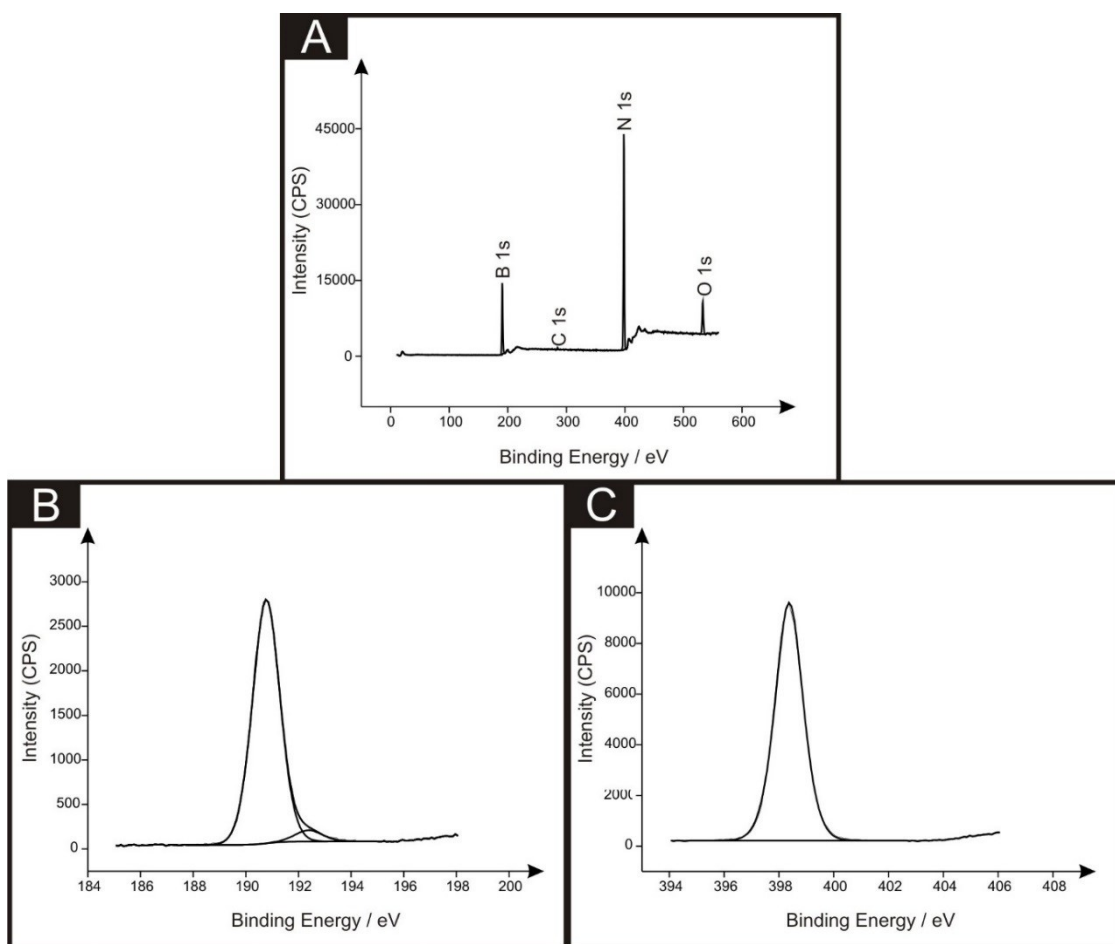 A
45000
30000
15000
0
Intensity (CPS)
B 1s
C 1s
N 1s
O 1s
0 100 200 300 400 500 600
Binding Energy / eV
B
3000
2500
2000
1500
1000
500
0
Intensity (CPS)
184 186 188 190 192 194 196 198 200
Binding Energy / eV
C
10000
8000
6000
4000
2000
0
Intensity (CPS)
394 396 398 400 402 404 406 408
Binding Energy / eV